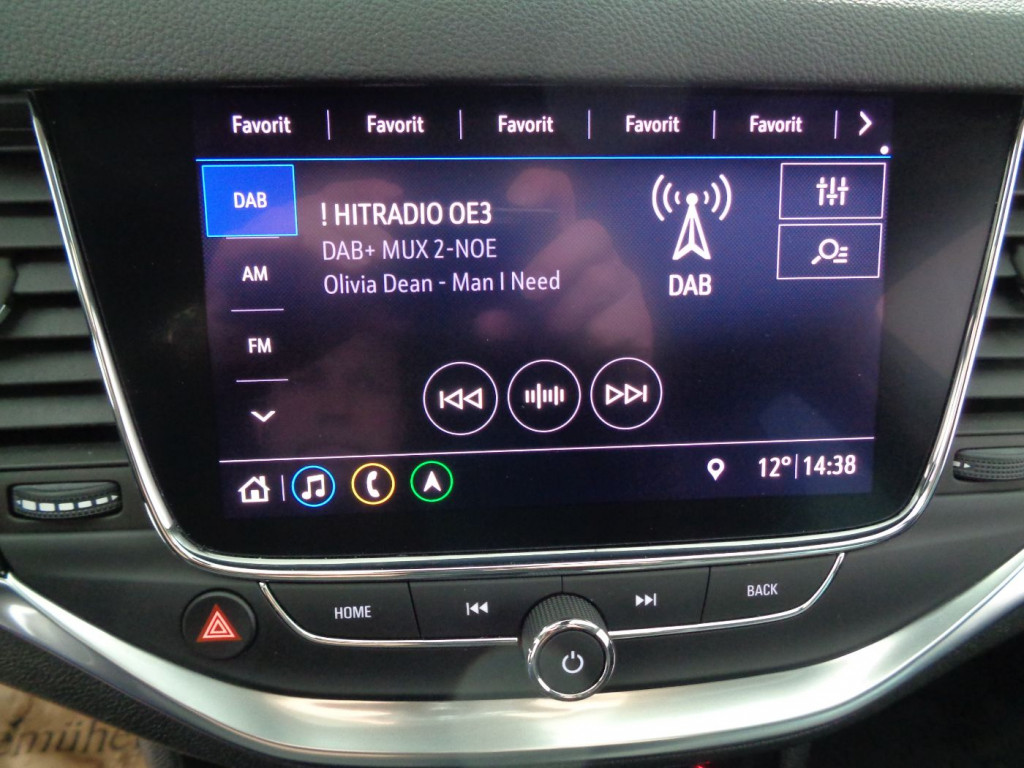 Favorit Favorit Favorit Favorit Favorit
DAB
! HITRADIO OE3
DAB+ MUX 2-NOE
Olivia Dean - Man I Need
DAB
AM
FM
12° 14:38
HOME
BACK